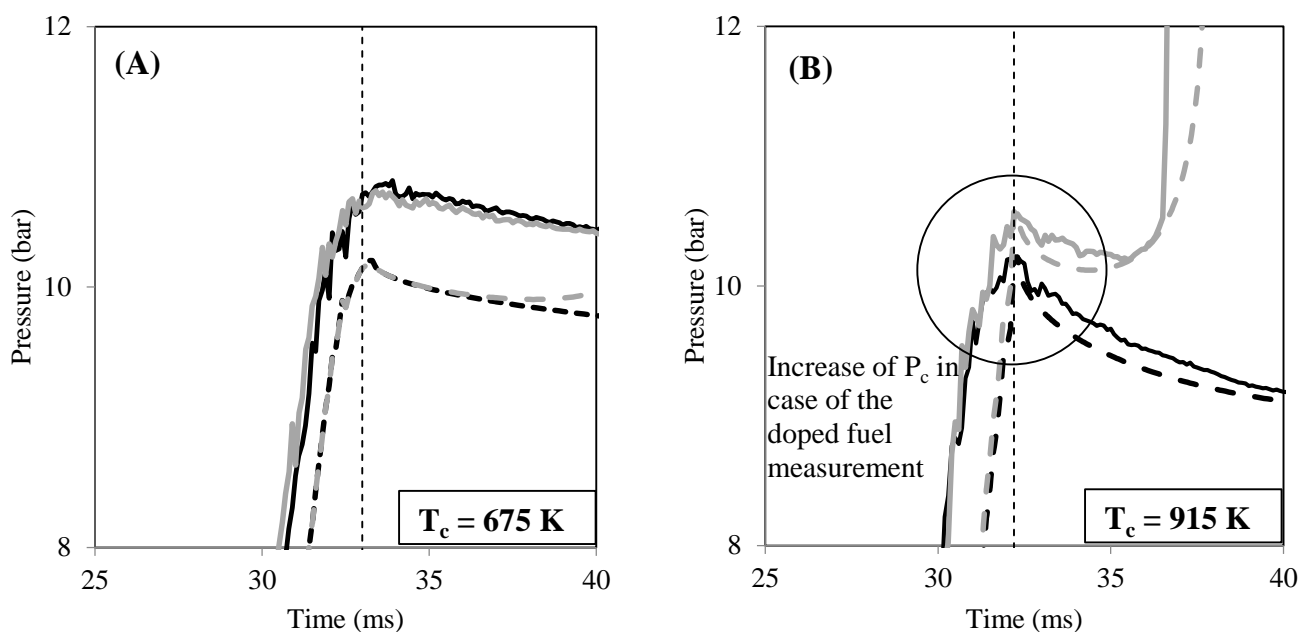 12
(A)
Pressure (bar)
10
8
T_c = 675 K
25
30
35
40
Time (ms)
12
(B)
Pressure (bar)
10
Increase of P_c in
case of the
doped fuel
measurement
8
T_c = 915 K
25
30
35
40
Time (ms)